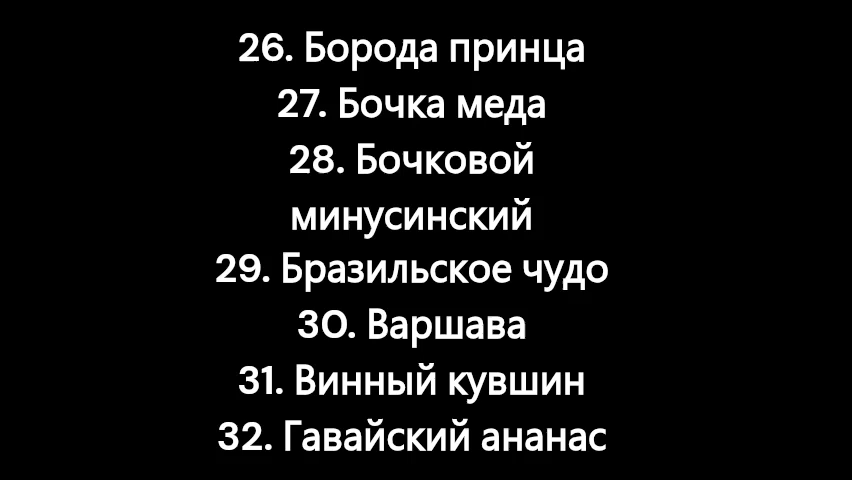 26. Борода принца
27. Бочка меда
28. Бочковой
минусинский
29. Бразильское чудо
30. Варшава
31. Винный кувшин
32. Гавайский ананас